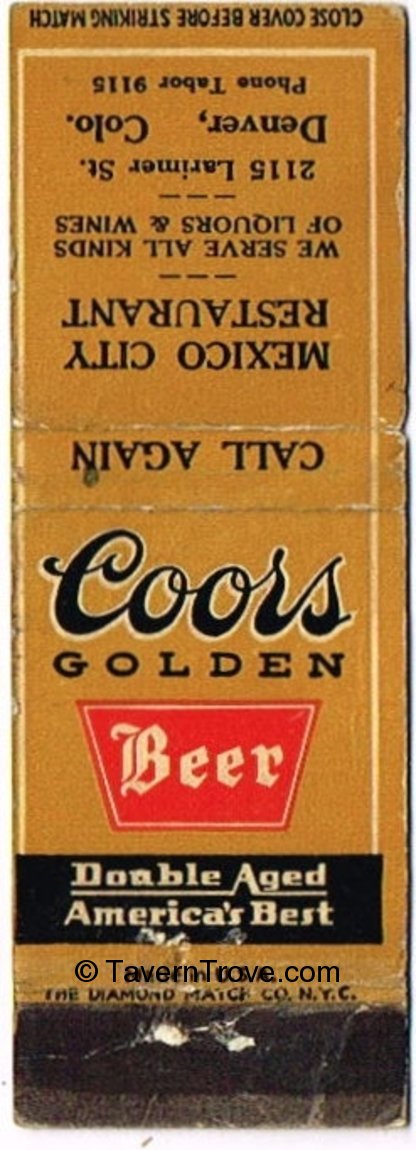 CLOSE COVER BEFORE STRIKING MATCH
MEXICO CITY
RESTAURANT
WE SERVE ALL KINDS
OF LIQUORS & WINES
2115 Larimer St.
Denver, Colo.
Phone Tabor 9115
CALL AGAIN
Coors
GOLDEN
Beer
Double Aged
America's Best
© TavernTrove.com
U.S.A.
THE DIAMOND MATCH CO. N.Y.C.